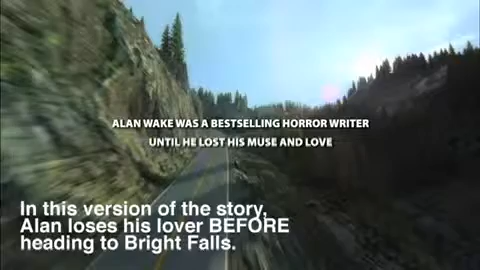 ALAN WAKE WAS A BESTSELLING HORROR WRITER
UNTIL HE LOST HIS MUSE AND LOVE
In this version of the story,
Alan loses his lover BEFORE
heading to Bright Falls.